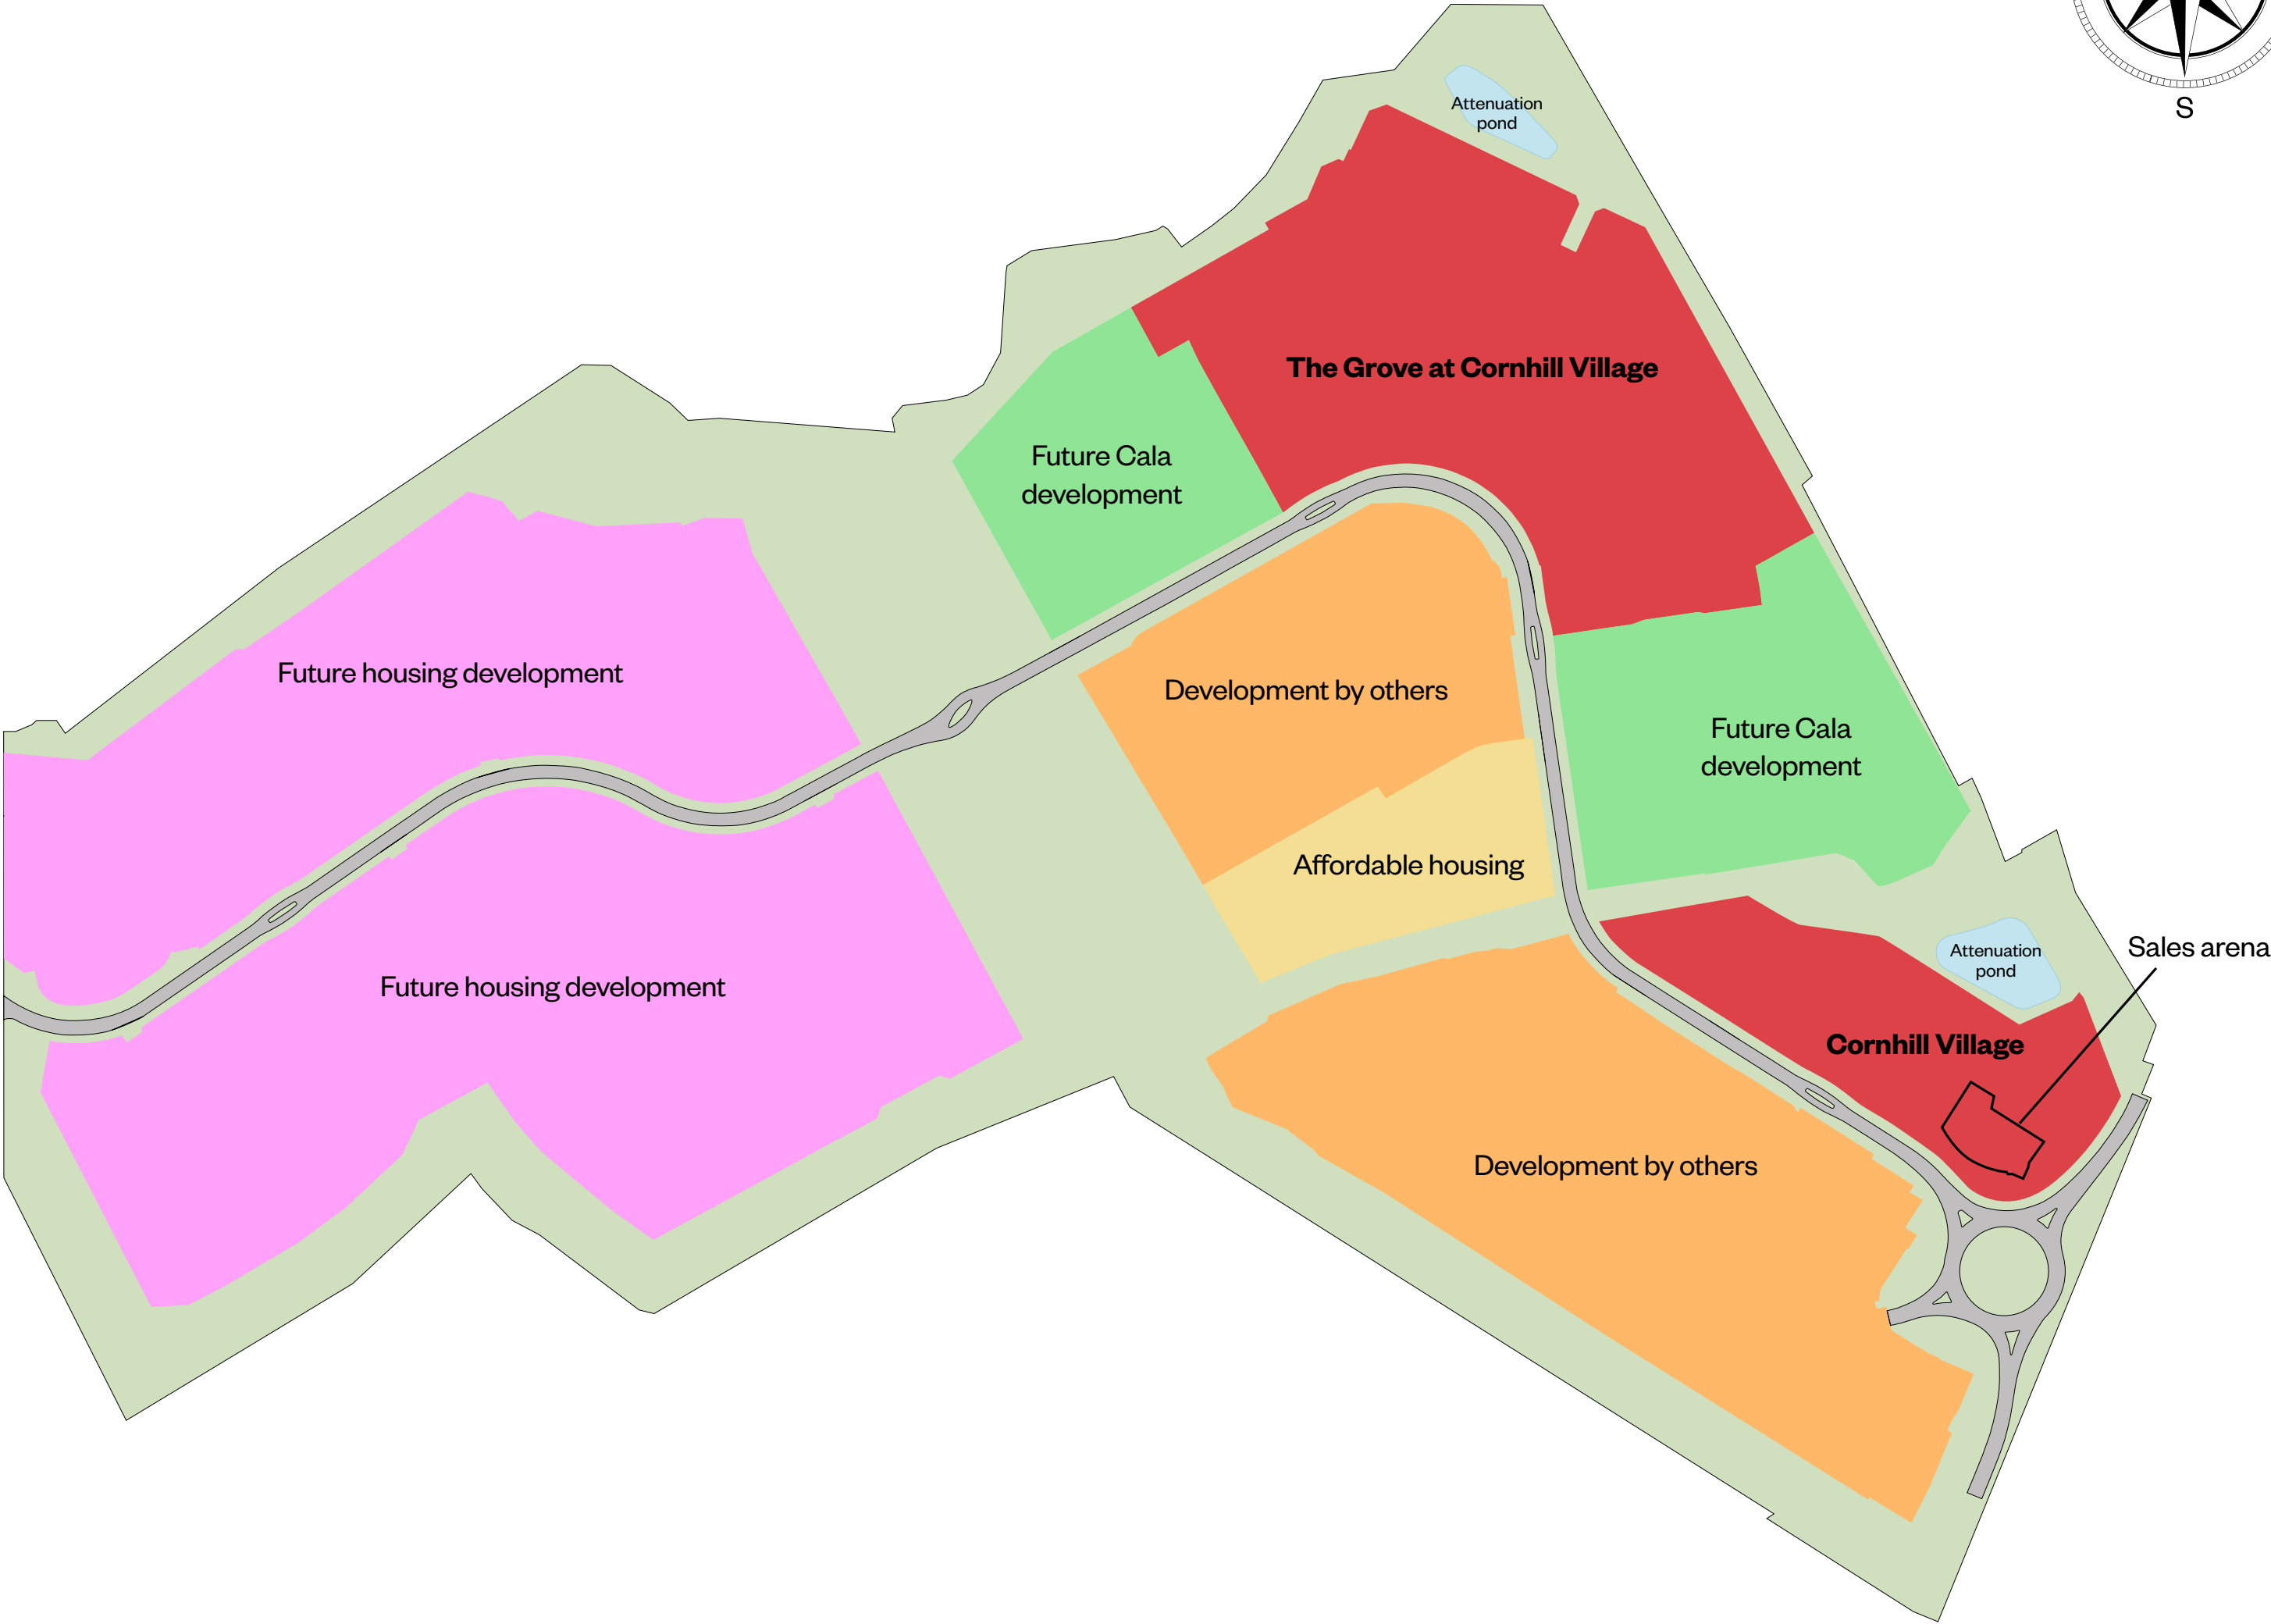 S
Attenuation
pond
The Grove at Cornhill Village
Future Cala
development
Future housing development
Development by others
Future Cala
development
Affordable housing
Sales arena
Attenuation
pond
Future housing development
Cornhill Village
Development by others